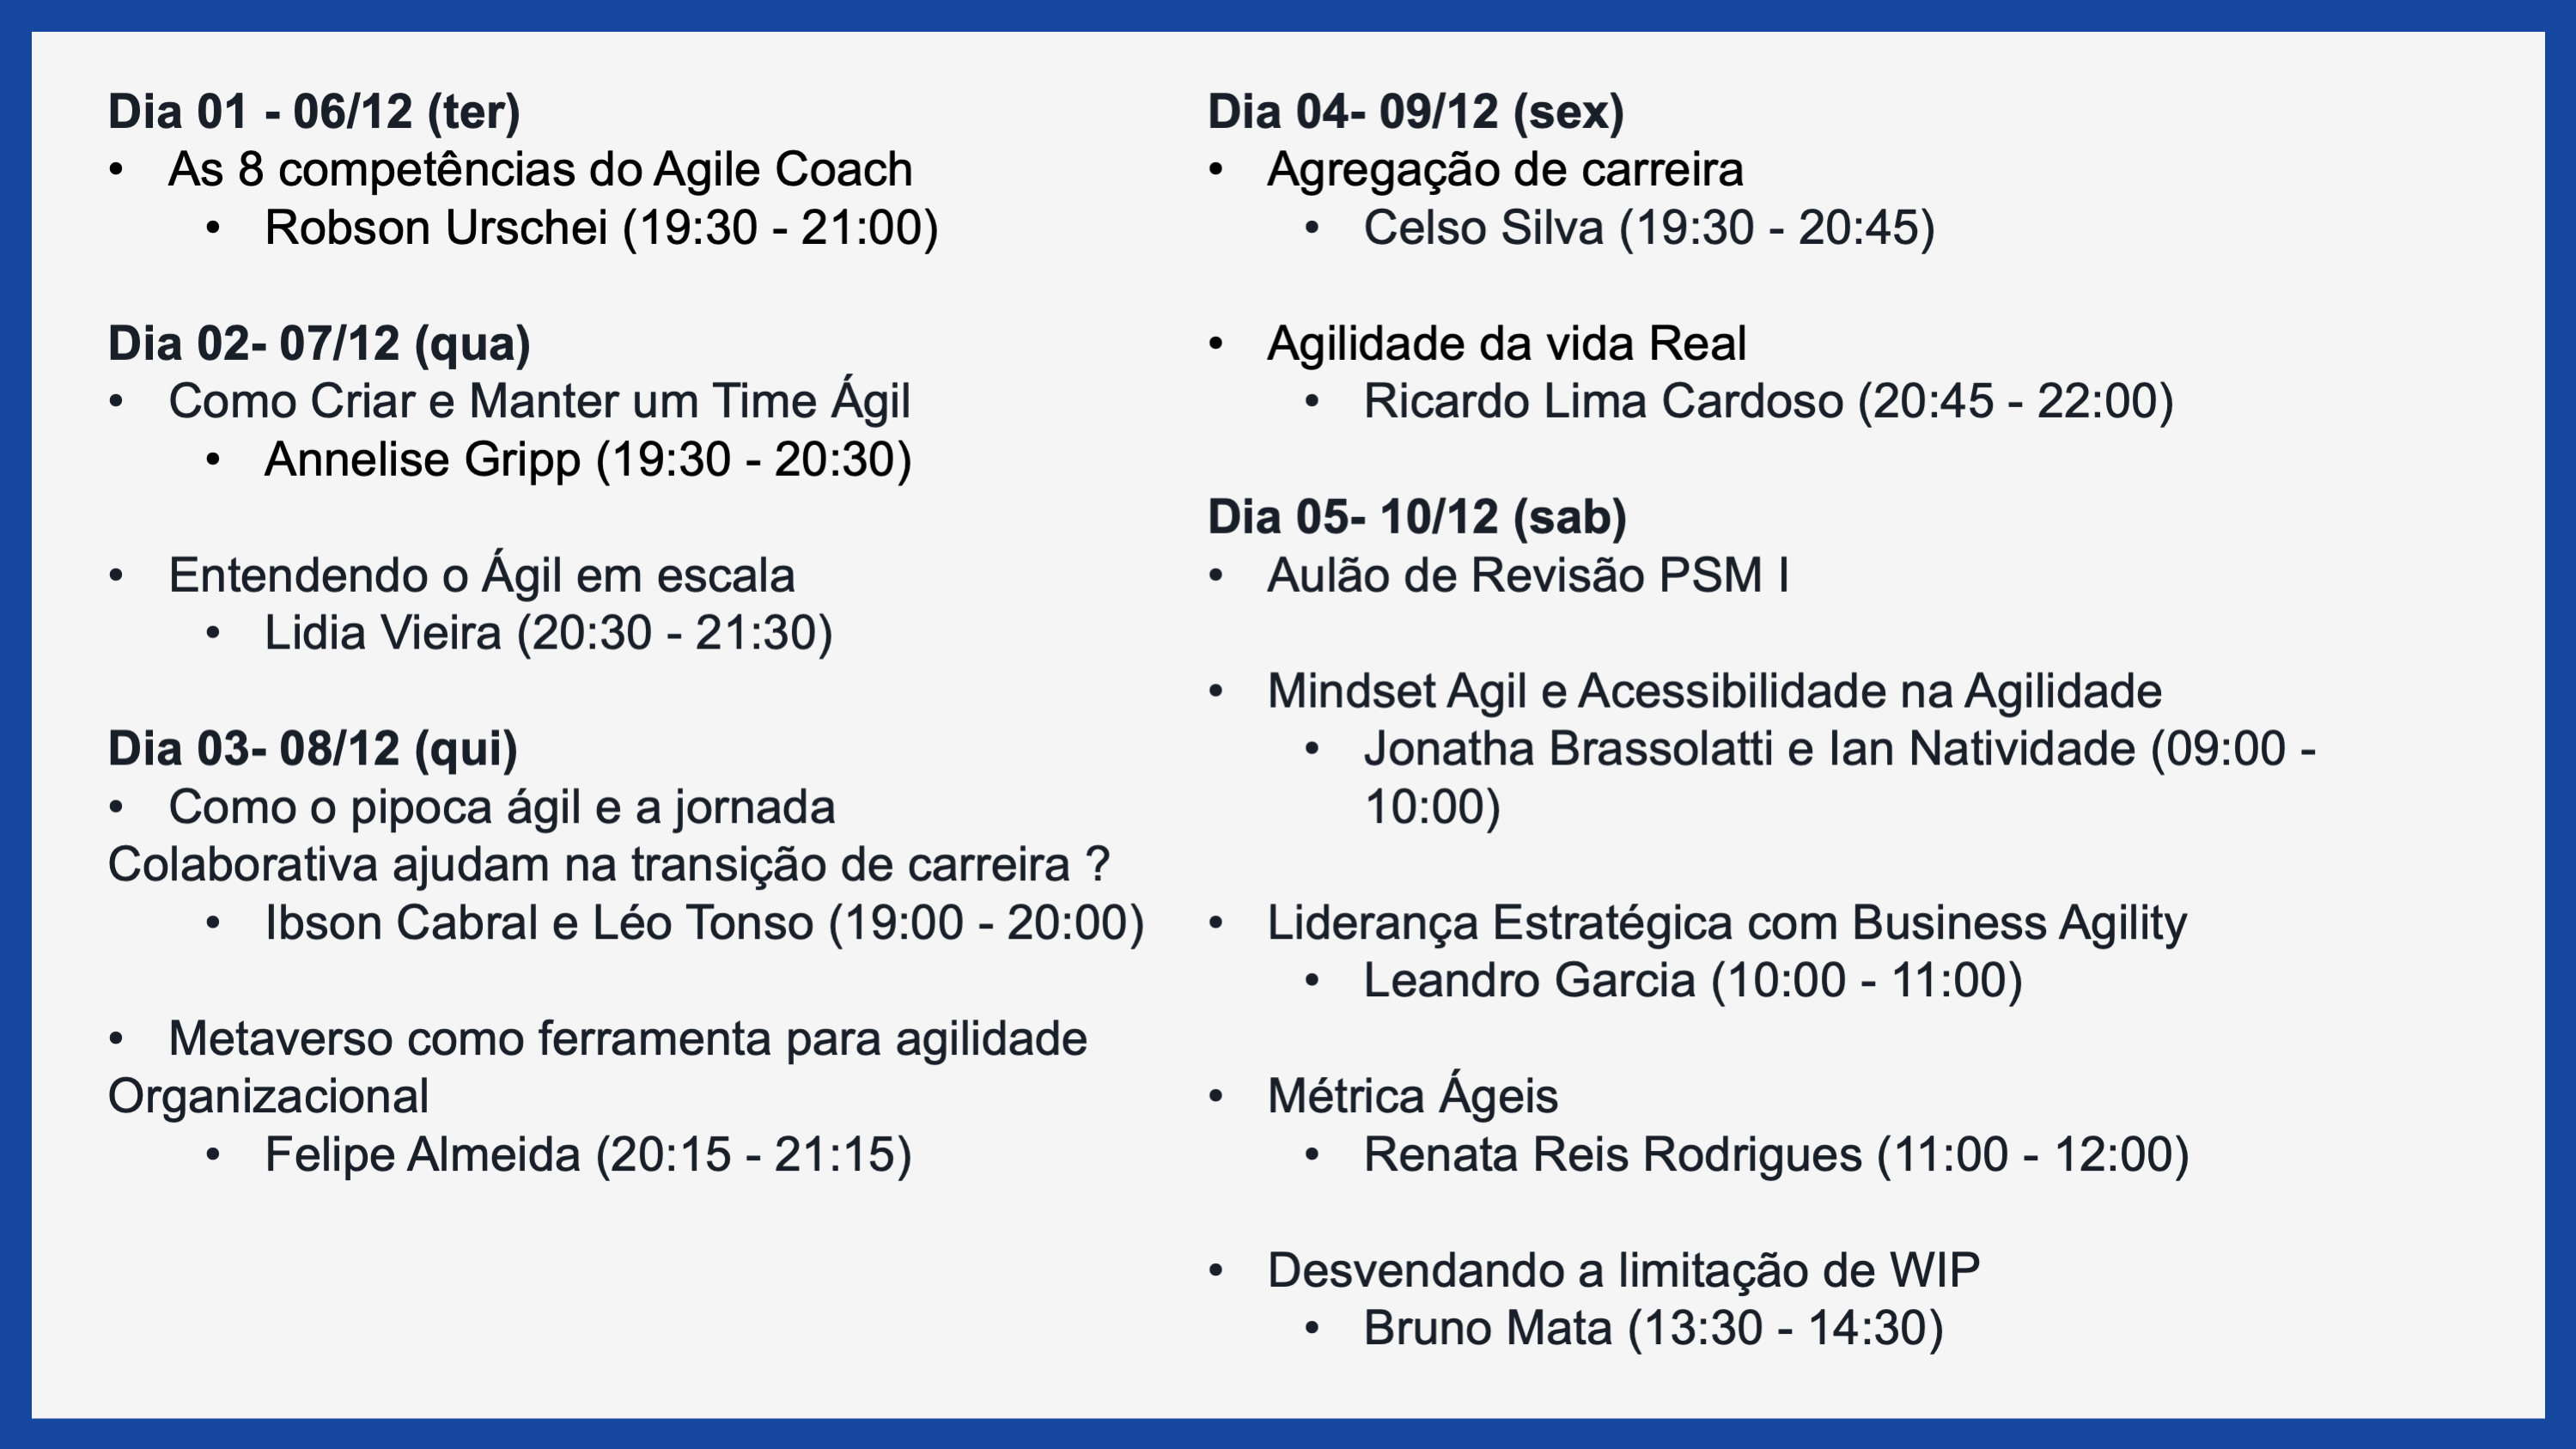 Dia 01 - 06/12 (ter)
• As 8 competências do Agile Coach
• Robson Urschei (19:30 - 21:00)
Dia 02- 07/12 (qua)
• Como Criar e Manter um Time Ágil
• Annelise Gripp (19:30 - 20:30)
• Entendendo o Ágil em escala
• Lidia Vieira (20:30 - 21:30)
Dia 03- 08/12 (qui)
• Como o pipoca ágil e a jornada
Colaborativa ajudam na transição de carreira ?
• Ibson Cabral e Léo Tonso (19:00 - 20:00)
• Metaverso como ferramenta para agilidade
Organizacional
• Felipe Almeida (20:15 - 21:15)
Dia 04- 09/12 (sex)
• Agregação de carreira
• Celso Silva (19:30 - 20:45)
• Agilidade da vida Real
• Ricardo Lima Cardoso (20:45 - 22:00)
Dia 05- 10/12 (sab)
• Aulão de Revisão PSM I
• Mindset Agil e Acessibilidade na Agilidade
• Jonatha Brassolatti e Ian Natividade (09:00 -
10:00)
• Liderança Estratégica com Business Agility
• Leandro Garcia (10:00 - 11:00)
• Métrica Ágeis
• Renata Reis Rodrigues (11:00 - 12:00)
• Desvendando a limitação de WIP
• Bruno Mata (13:30 - 14:30)